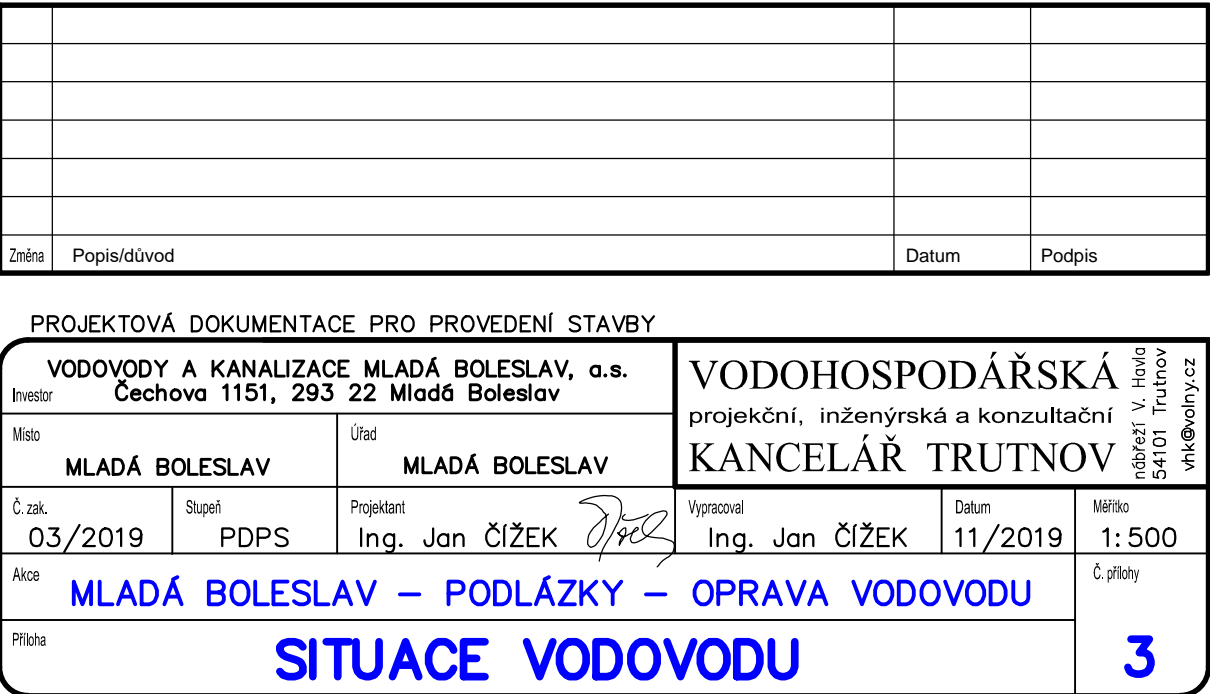 Změna Popis/důvod Datum Podpis
PROJEKTOVÁ DOKUMENTACE PRO PROVEDENÍ STAVBY
VODOVODY A KANALIZACE MLADÁ BOLESLAV, a.s.
Investor Čechova 1151, 293 22 Mladá Boleslav
VODOHOSPODÁŘSKÁ
projekční, inženýrská a konzultační
KANCELÁŘ TRUTNOV
nábřeží V. Havla
54101 Trutnov
vhk@volny.cz
Místo Úřad
MLADÁ BOLESLAV MLADÁ BOLESLAV
Č. zak. Stupeň Projektant Vypracoval Datum Měřítko
03/2019 PDPS Ing. Jan ČÍŽEK Ing. Jan ČÍŽEK 11/2019 1:500
Akce MLADÁ BOLESLAV – PODLÁZKY – OPRAVA VODOVODU Č. přílohy
Příloha SITUACE VODOVODU 3